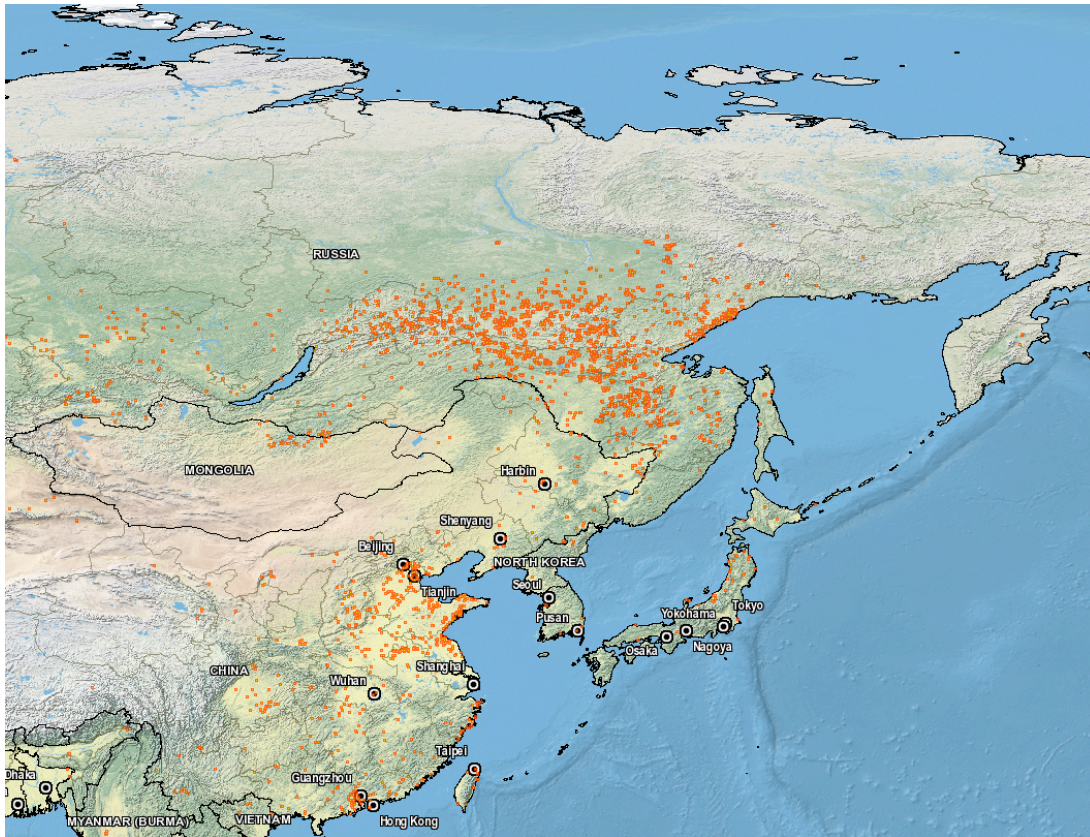 RUSSIA
MONGOLIA
Harbin
Shenyang
Beijing
NORTH KOREA
Tianjin
Seoul
Pusan
Yokohama
Tokyo
Osaka
Nagoya
CHINA
Shanghai
Wuhan
Taipei
Dhaka
Guangzhou
MYANMAR (BURMA)
VIETNAM
Hong Kong